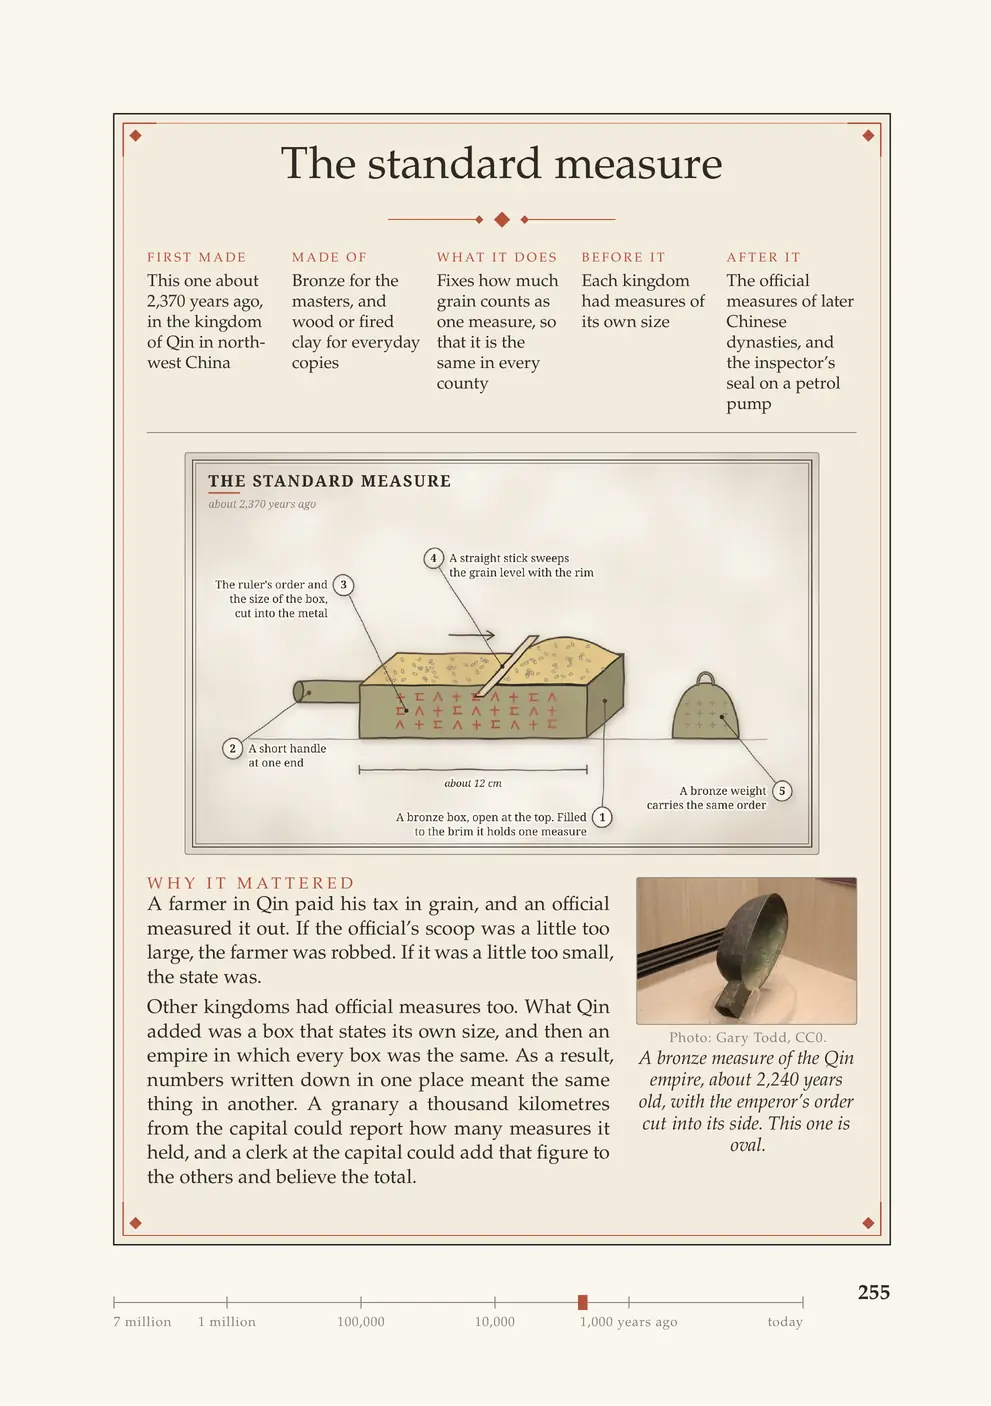 The standard measure
FIRST MADE
This one about
2,370 years ago,
in the kingdom
of Qin in north-
west China
MADE OF
Bronze for the
masters, and
wood or fired
clay for everyday
copies
WHAT IT DOES
Fixes how much
grain counts as
one measure, so
that it is the
same in every
county
BEFORE IT
Each kingdom
had measures of
its own size
AFTER IT
The official
measures of later
Chinese
dynasties, and
the inspector's
seal on a petrol
pump
THE STANDARD MEASURE
about 2,370 years ago
4 A straight stick sweeps
the grain level with the rim
The ruler's order and 3
the size of the box,
cut into the metal
2 A short handle
at one end
about 12 cm
A bronze weight 5
carries the same order
A bronze box, open at the top. Filled 1
to the brim it holds one measure
WHY IT MATTERED
A farmer in Qin paid his tax in grain, and an official
measured it out. If the official's scoop was a little too
large, the farmer was robbed. If it was a little too small,
the state was.
Other kingdoms had official measures too. What Qin
added was a box that states its own size, and then an
empire in which every box was the same. As a result,
numbers written down in one place meant the same
thing in another. A granary a thousand kilometres
from the capital could report how many measures it
held, and a clerk at the capital could add that figure to
the others and believe the total.
Photo: Gary Todd, CC0.
A bronze measure of the Qin
empire, about 2,240 years
old, with the emperor's order
cut into its side. This one is
oval.
255
7 million 1 million 100,000 10,000 1,000 years ago today